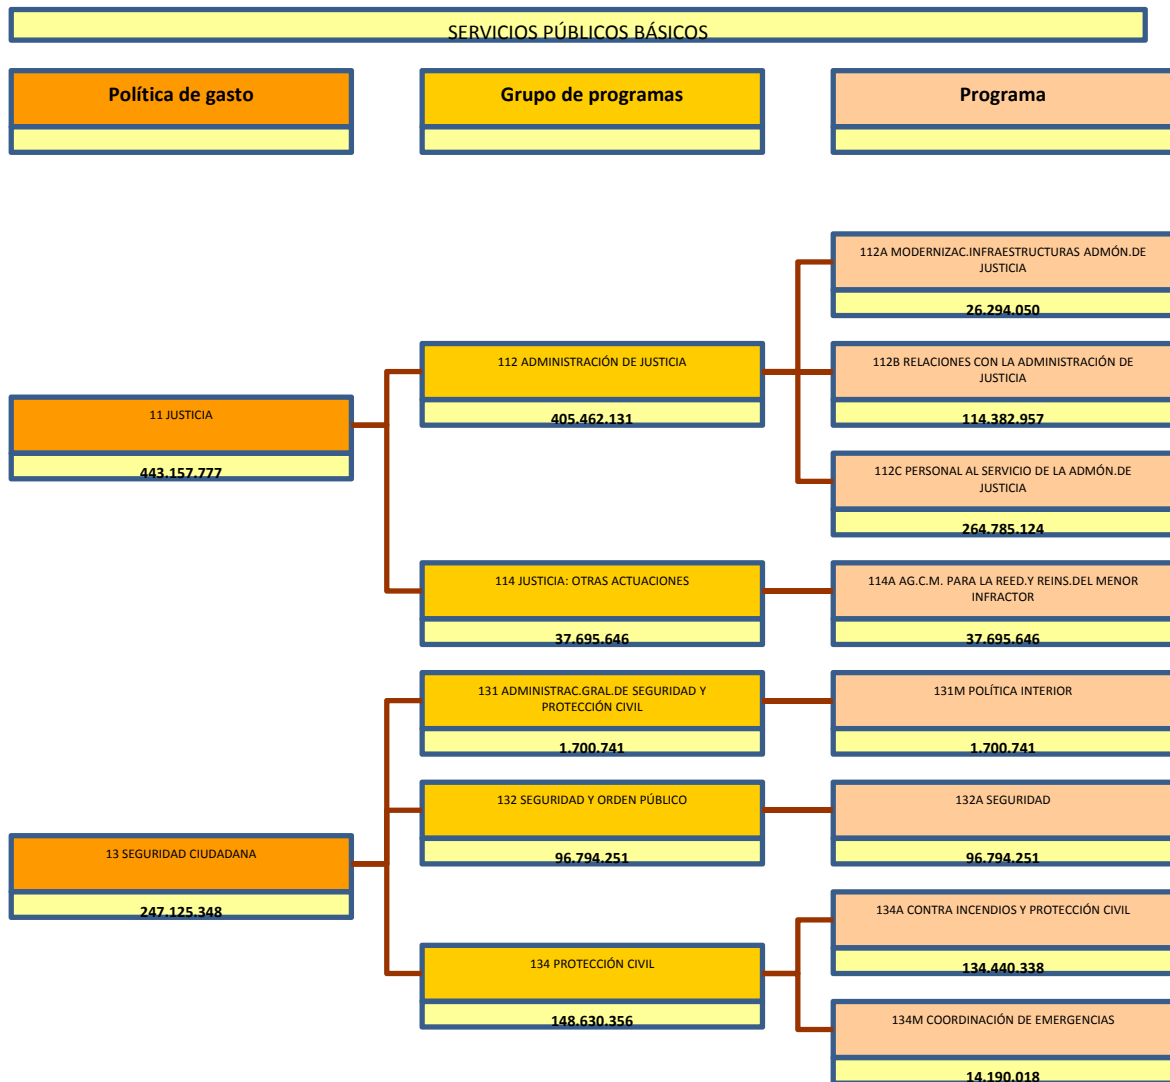 SERVICIOS PÚBLICOS BÁSICOS
Política de gasto
Grupo de programas
Programa
112A MODERNIZAC.INFRAESTRUCTURAS ADMÓN.DE
JUSTICIA
26.294.050
112 ADMINISTRACIÓN DE JUSTICIA
405.462.131
112B RELACIONES CON LA ADMINISTRACIÓN DE
JUSTICIA
114.382.957
11 JUSTICIA
443.157.777
112C PERSONAL AL SERVICIO DE LA ADMÓN.DE
JUSTICIA
264.785.124
114 JUSTICIA: OTRAS ACTUACIONES
37.695.646
114A AG.C.M. PARA LA REED.Y REINS.DEL MENOR
INFRACTOR
37.695.646
131 ADMINISTRAC.GRAL.DE SEGURIDAD Y
PROTECCIÓN CIVIL
1.700.741
131M POLÍTICA INTERIOR
1.700.741
132 SEGURIDAD Y ORDEN PÚBLICO
96.794.251
132A SEGURIDAD
96.794.251
13 SEGURIDAD CIUDADANA
247.125.348
134A CONTRA INCENDIOS Y PROTECCIÓN CIVIL
134.440.338
134 PROTECCIÓN CIVIL
148.630.356
134M COORDINACIÓN DE EMERGENCIAS
14.190.018